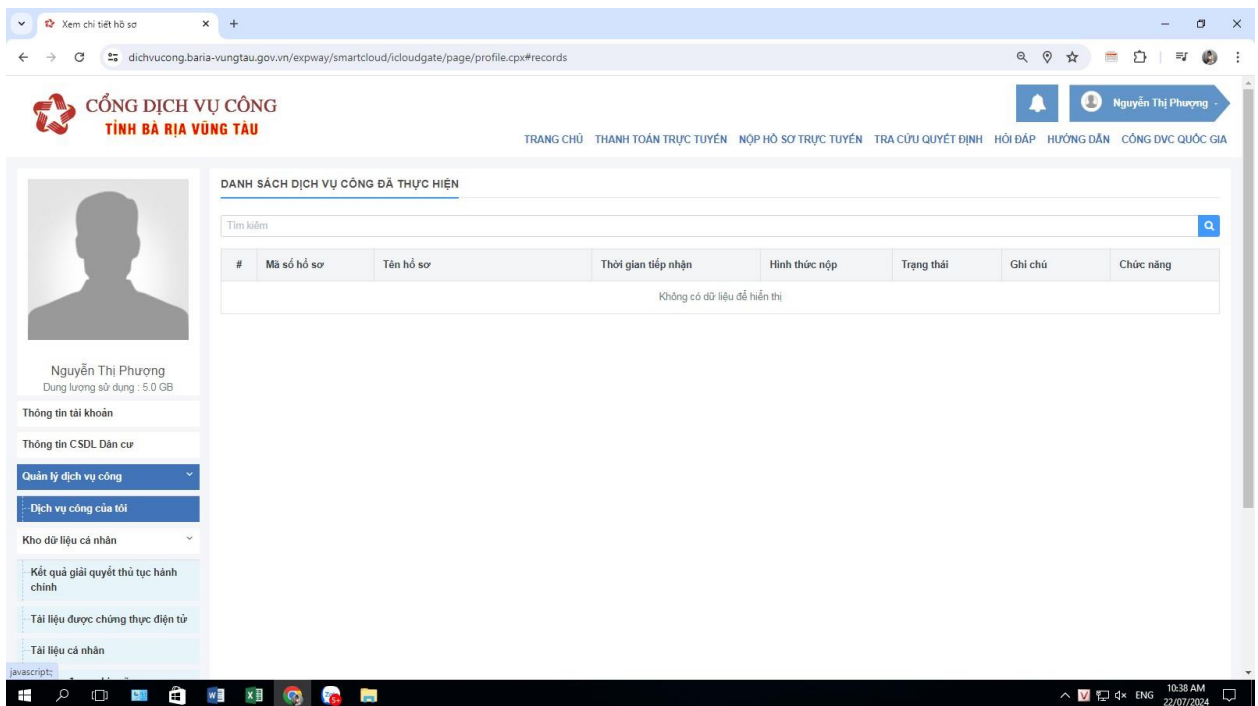 Xem chi tiết hồ sơ
dichvucong.baria-vungtau.gov.vn/expway/smartcloud/icloudgate/page/profile.cpx#records
CỔNG DỊCH VỤ CÔNG
TỈNH BÀ RỊA VŨNG TÀU
Nguyễn Thị Phượng
TRANG CHỦ THANH TOÁN TRỰC TUYẾN NỘP HỒ SƠ TRỰC TUYẾN TRA CỨU QUYẾT ĐỊNH HỎI ĐÁP HƯỚNG DẪN CỔNG DVC QUỐC GIA
DANH SÁCH DỊCH VỤ CÔNG ĐÃ THỰC HIỆN
Tìm kiếm
# Mã số hồ sơ Tên hồ sơ Thời gian tiếp nhận Hình thức nộp Trạng thái Ghi chú Chức năng
Không có dữ liệu để hiển thị
Nguyễn Thị Phượng
Dung lượng sử dụng : 5.0 GB
Thông tin tài khoản
Thông tin CSDL Dân cư
Quản lý dịch vụ công
Dịch vụ công của tôi
Kho dữ liệu cá nhân
Kết quả giải quyết thủ tục hành
chính
Tài liệu được chứng thực điện tử
Tài liệu cá nhân
javascript:;
ENG
10:38 AM
22/07/2024